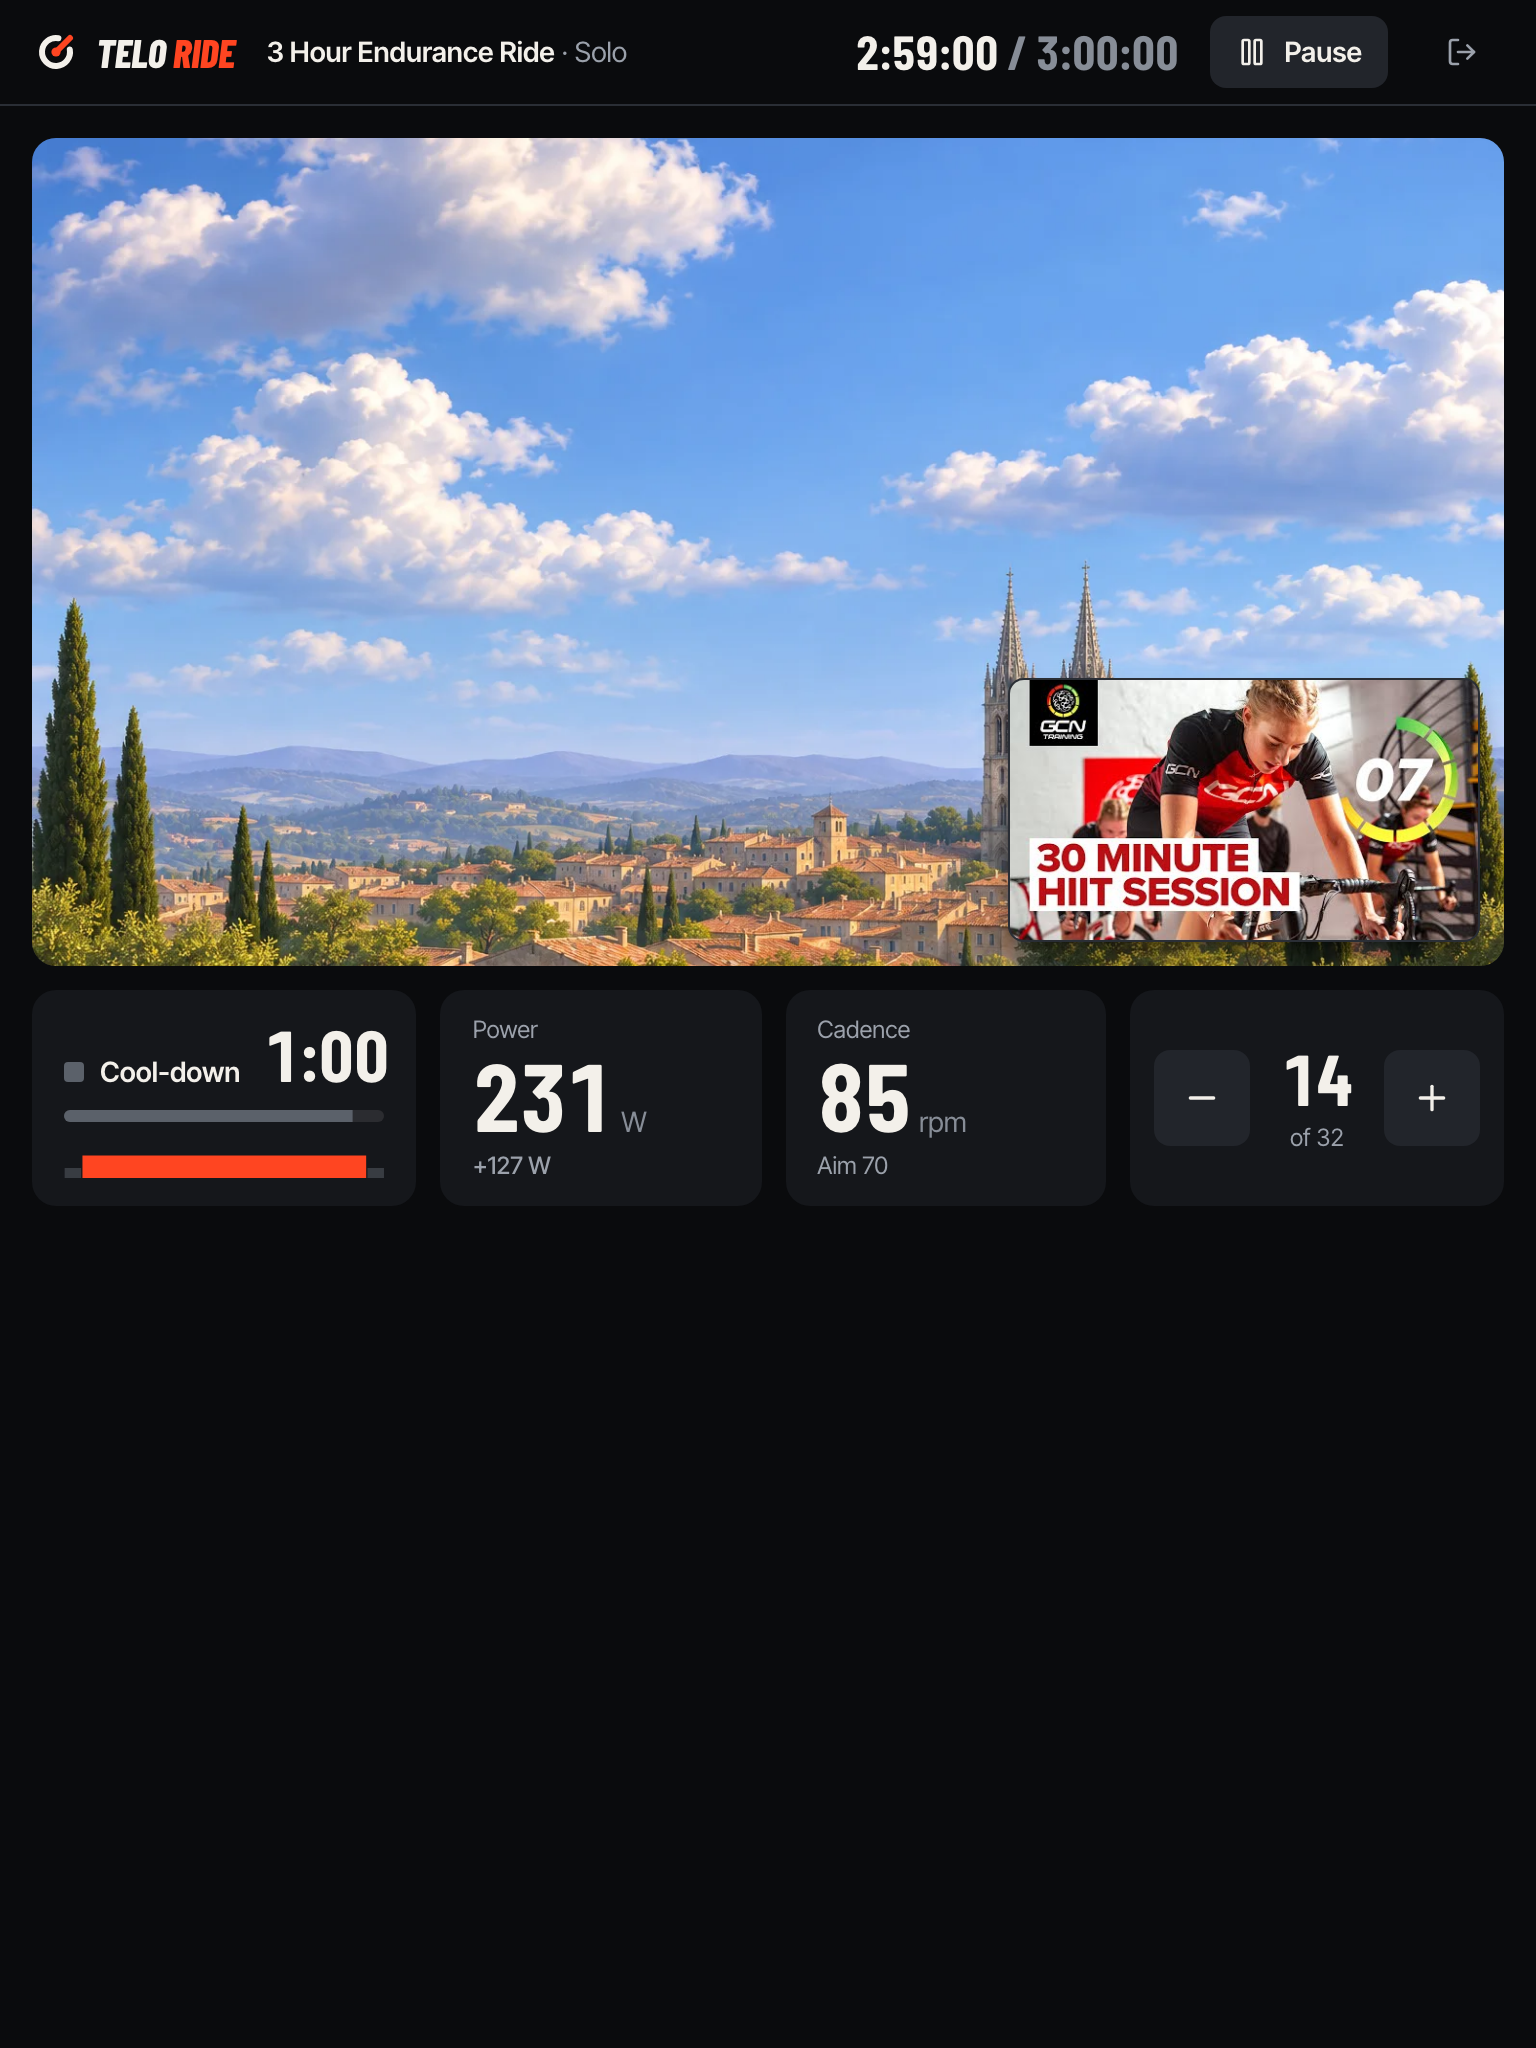 TELO RIDE 3 Hour Endurance Ride · Solo 2:59:00 / 3:00:00 Pause
GCN
TRAINING
GCN
GCN
07
30 MINUTE
HIIT SESSION
Cool-down 1:00
Power
231 W
+127 W
Cadence
85 rpm
Aim 70
− 14 +
of 32